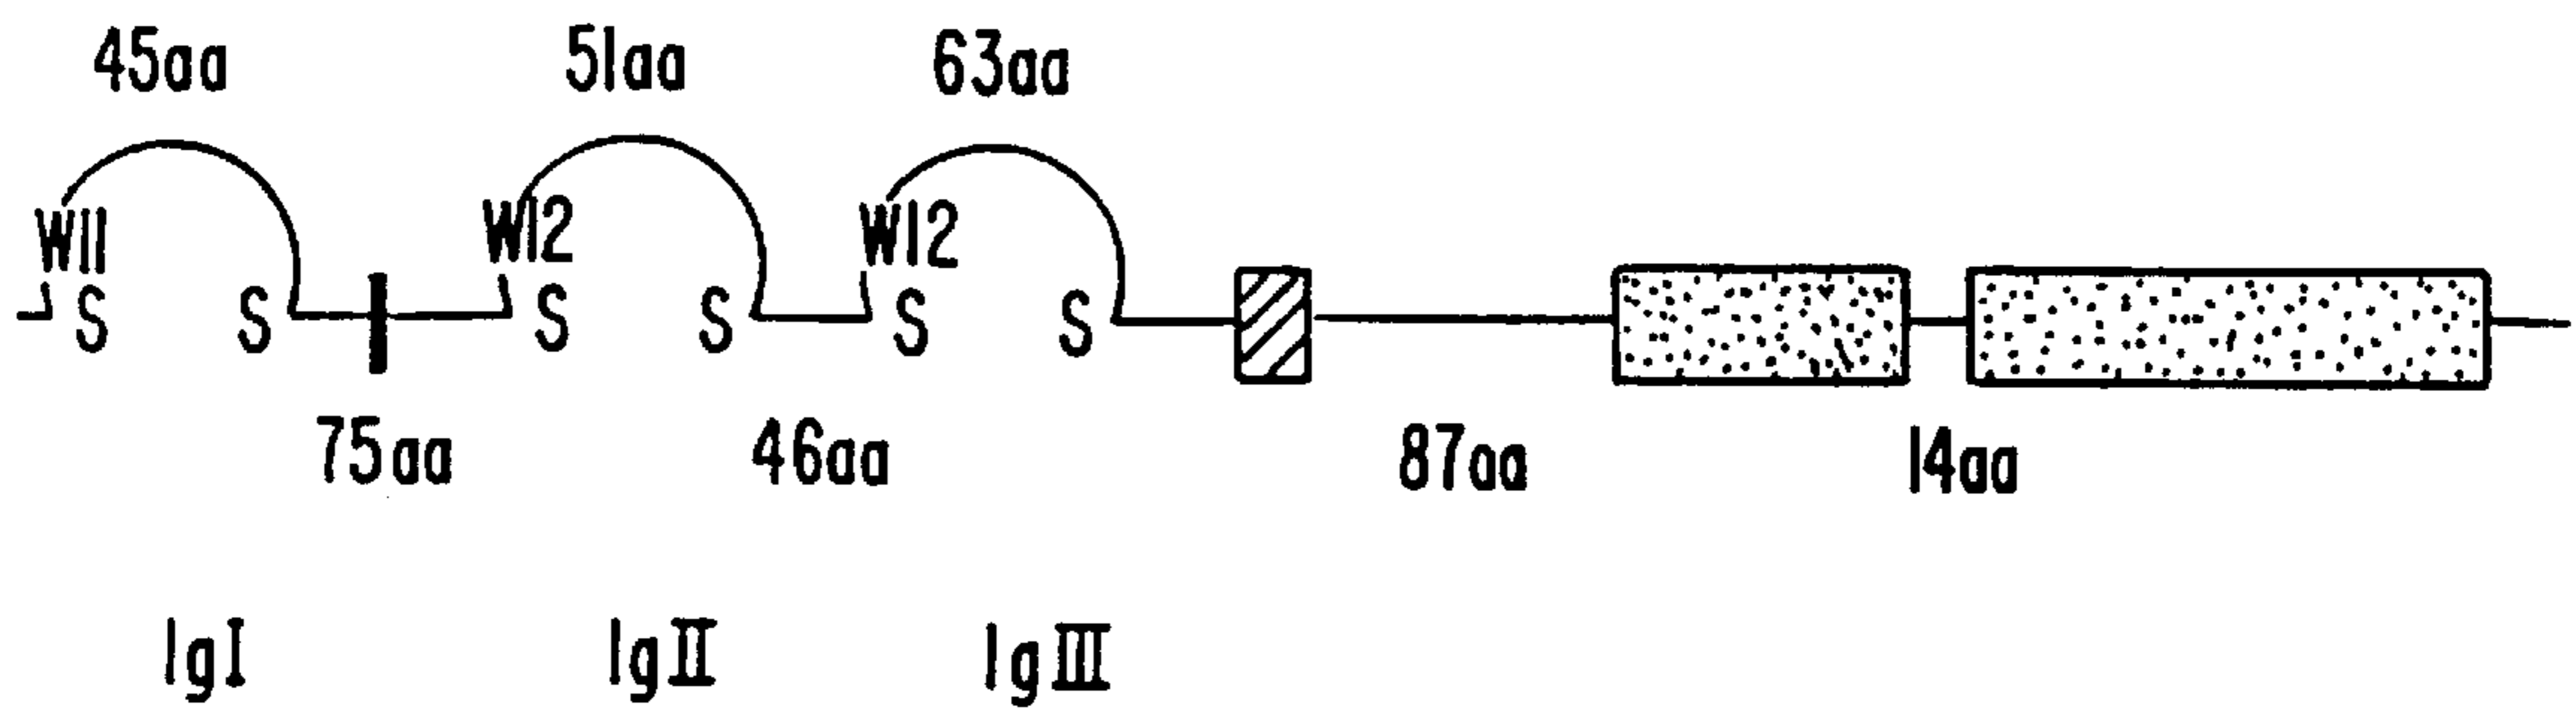 45aa 51aa 63aa
W11 W12 W12
S S S S S S
75aa 46aa 87aa 14aa
IgI IgII IgIII